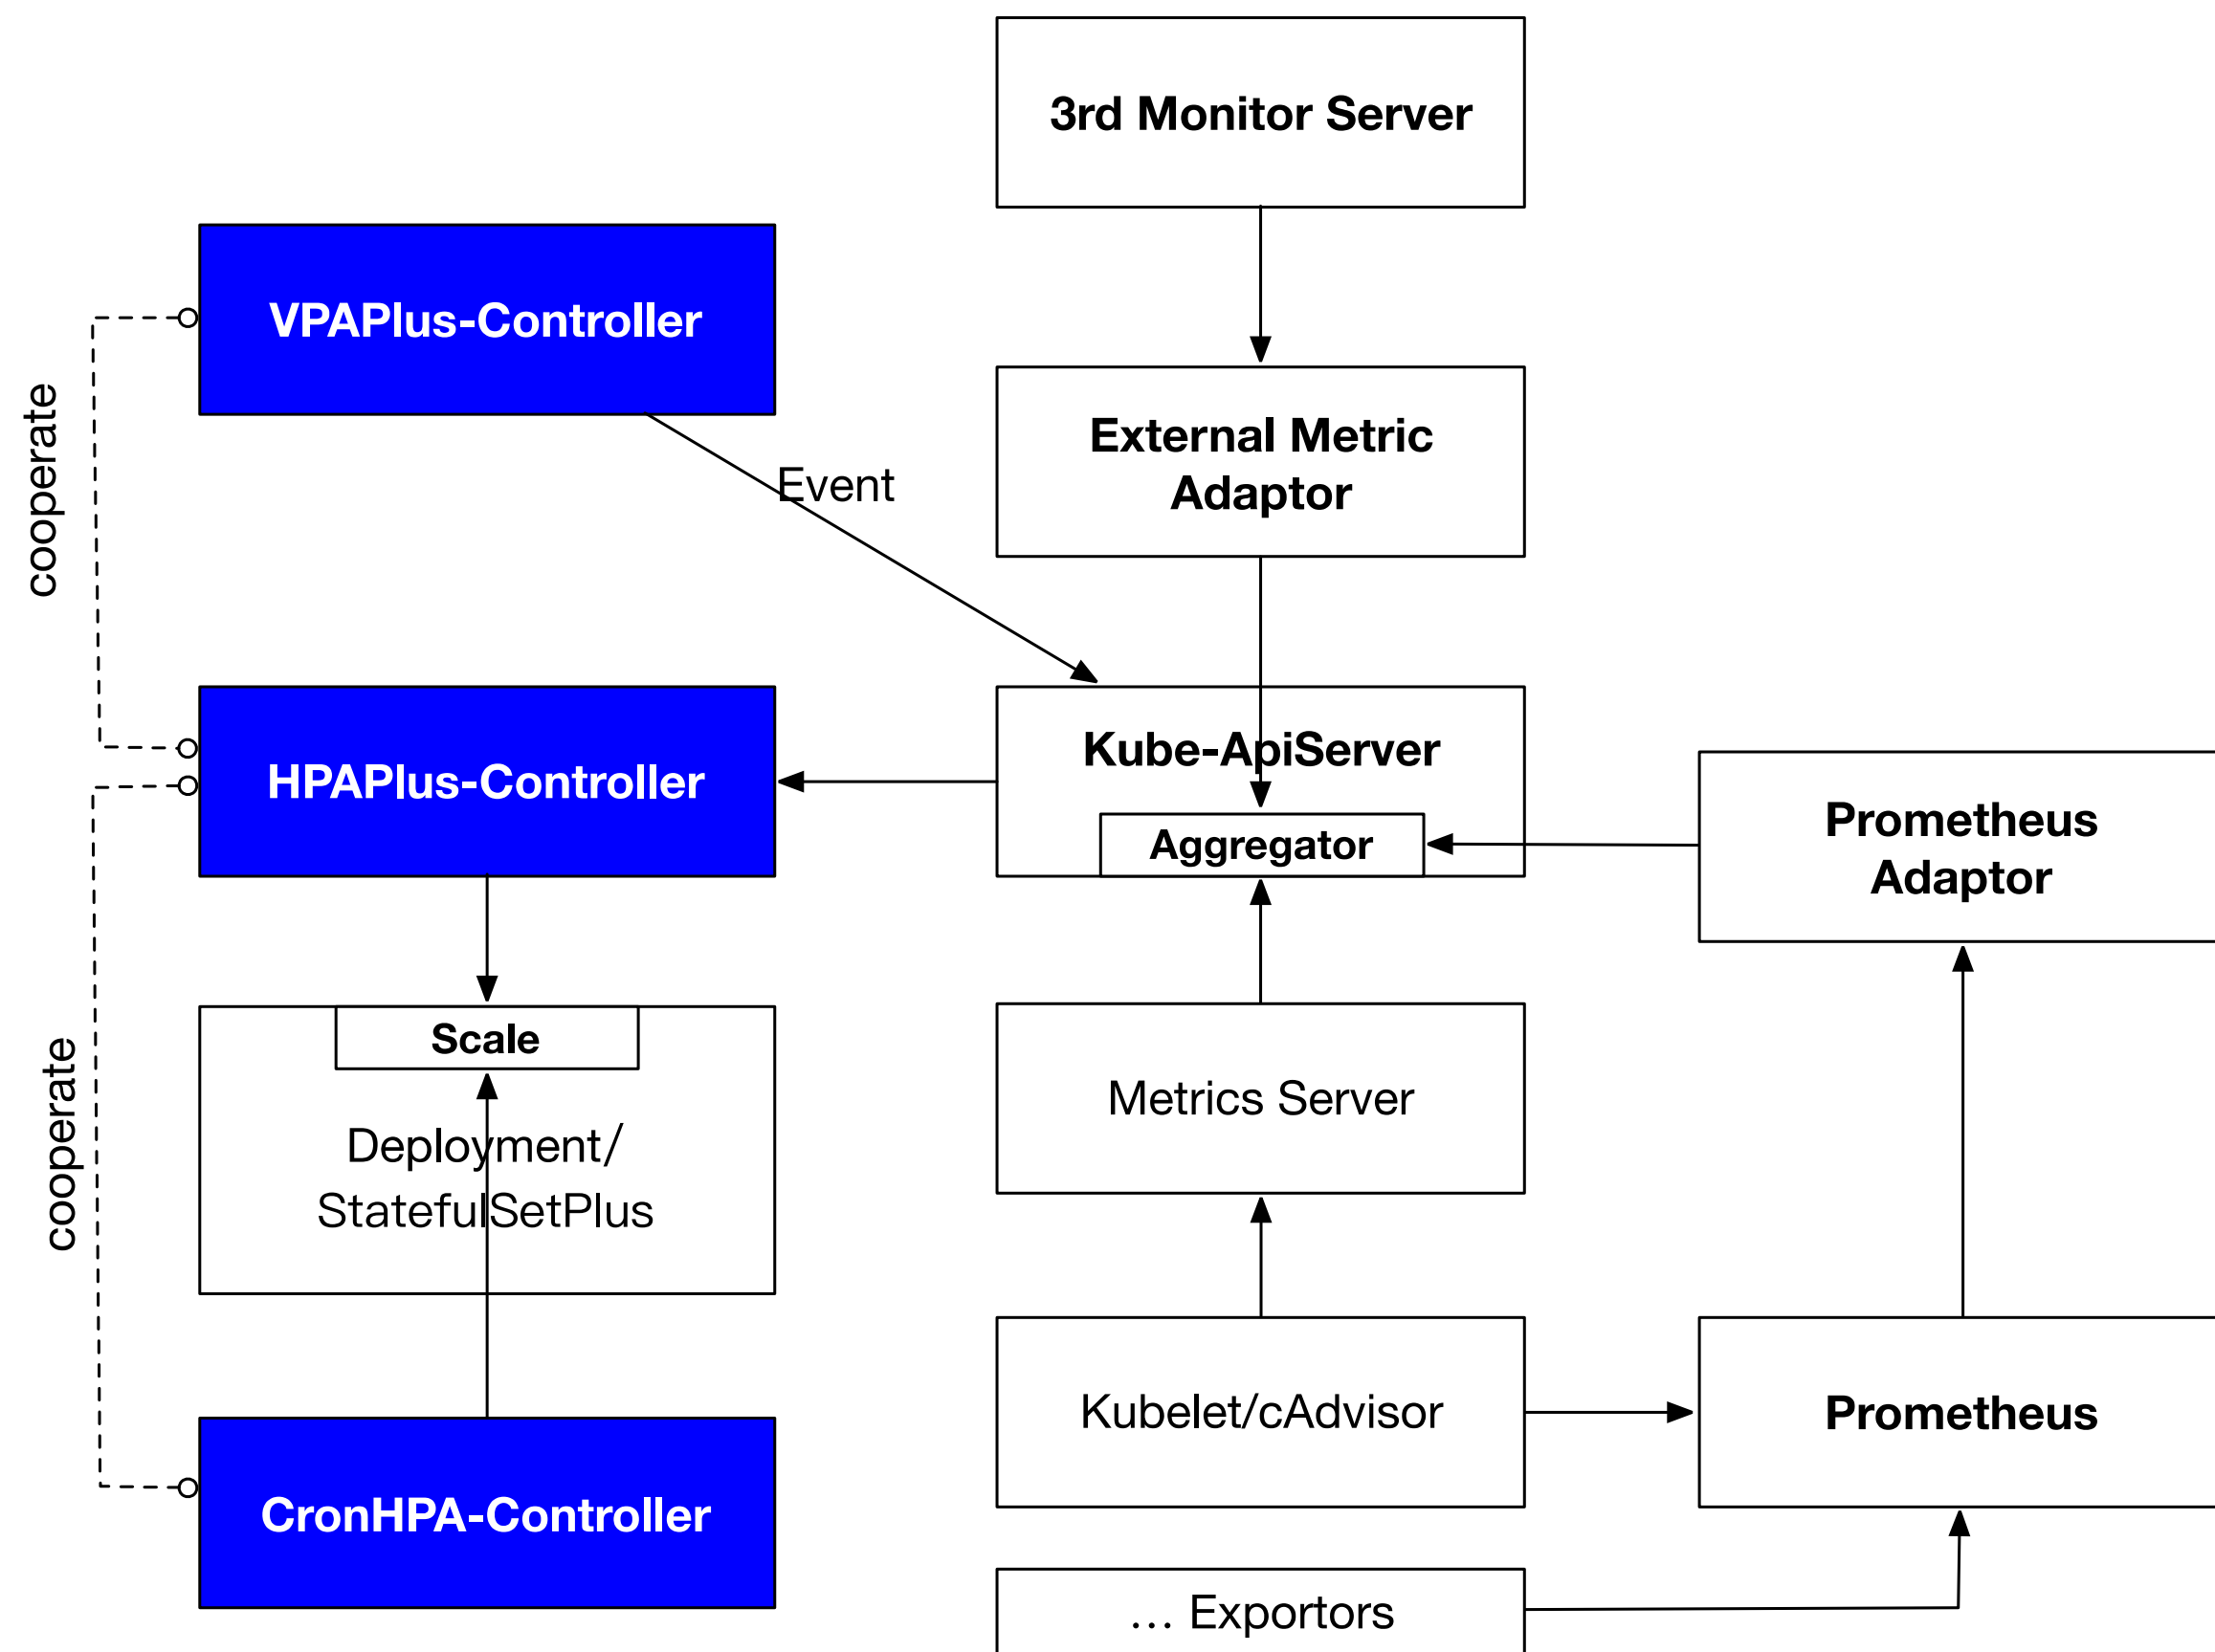 3rd Monitor Server
VPAPlus-Controller
cooperate
External Metric
Adaptor
Event
HPAPlus-Controller
Kube-ApiServer
Aggregator
Prometheus
Adaptor
cooperate
Scale
Deployment/
StatefulSetPlus
Metrics Server
Kubelet/cAdvisor
Prometheus
CronHPA-Controller
... Exportors